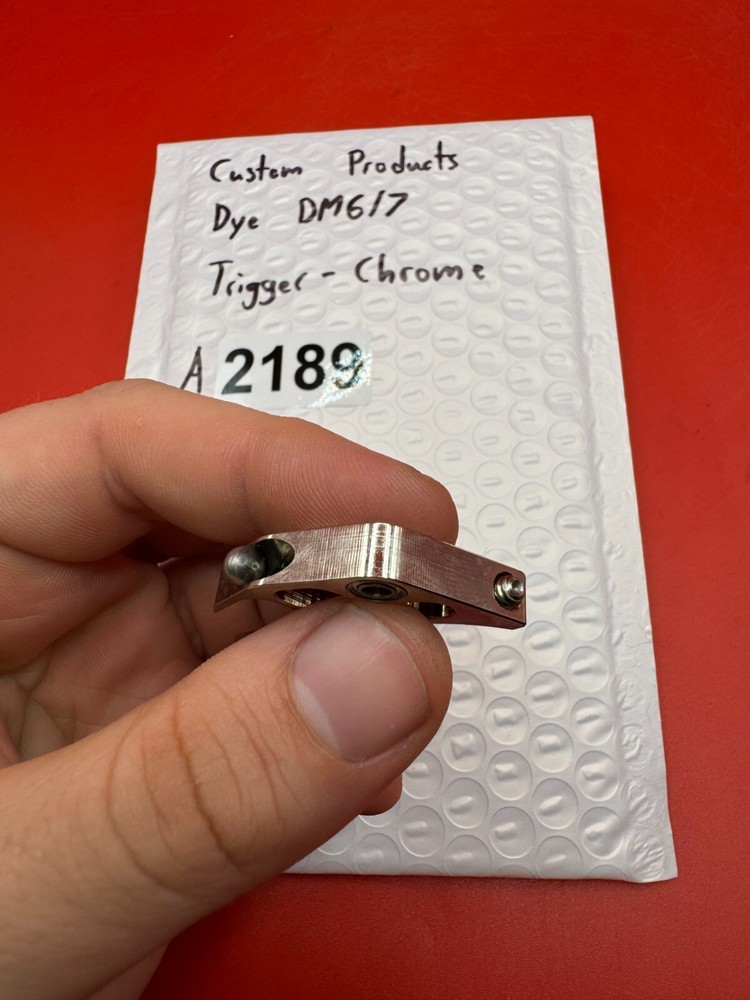 Custom Products
Dye DM6/7
Trigger - Chrome
A 2189